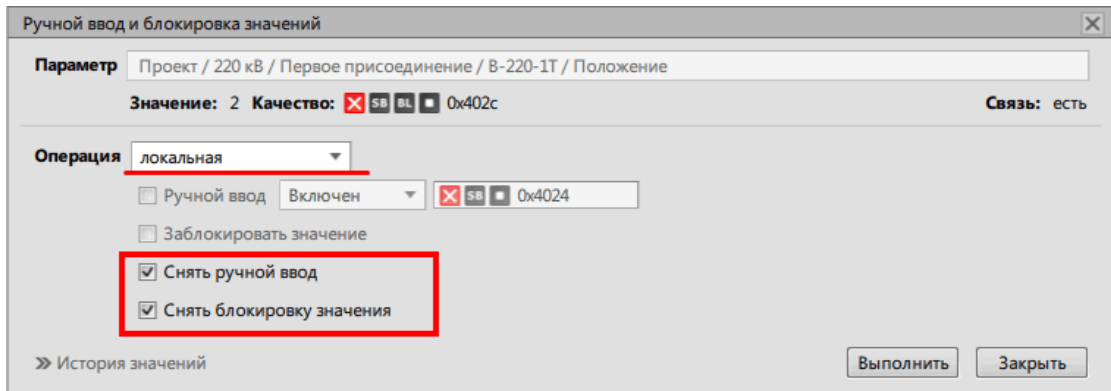 Ручной ввод и блокировка значений
Параметр Проект / 220 кВ / Первое присоединение / В-220-1Т / Положение
Значение: 2 Качество: SB BL 0x402c Связь: есть
Операция локальная
Ручной ввод Включен SB 0x4024
Заблокировать значение
Снять ручной ввод
Снять блокировку значения
История значений Выполнить Закрыть